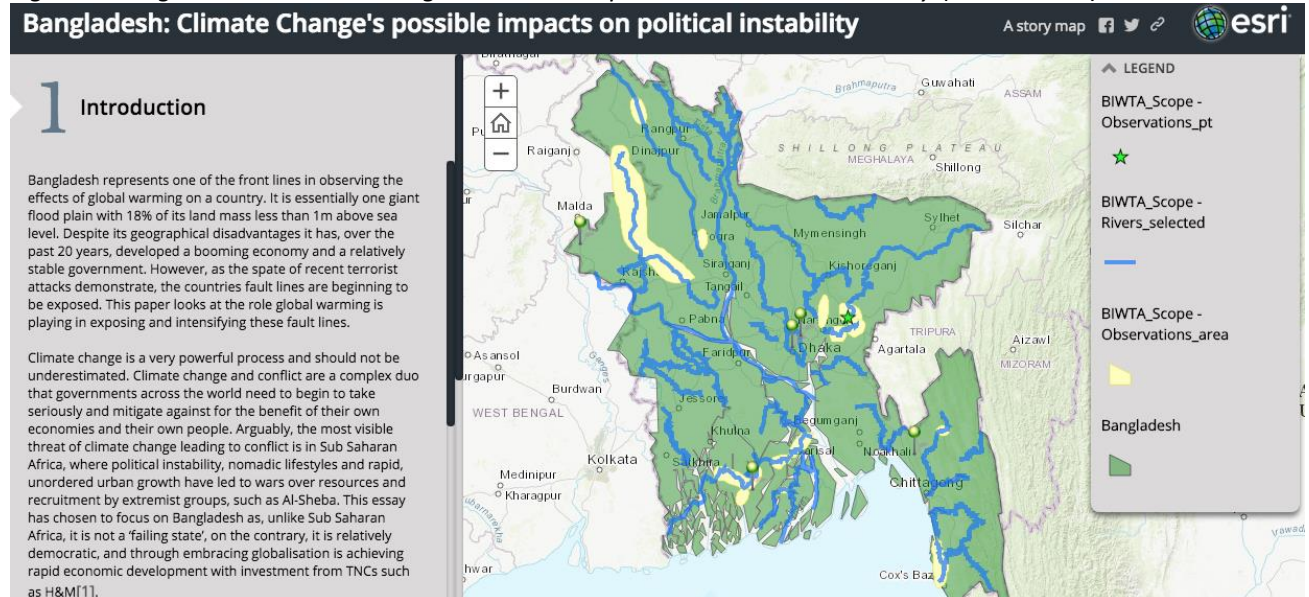 Bangladesh: Climate Change's possible impacts on political instability
A story map
esri
1 Introduction
Bangladesh represents one of the front lines in observing the
effects of global warming on a country. It is essentially one giant
flood plain with 18% of its land mass less than 1m above sea
level. Despite its geographical disadvantages it has, over the
past 20 years, developed a booming economy and a relatively
stable government. However, as the spate of recent terrorist
attacks demonstrate, the countries fault lines are beginning to
be exposed. This paper looks at the role global warming is
playing in exposing and intensifying these fault lines.
Climate change is a very powerful process and should not be
underestimated. Climate change and conflict are a complex duo
that governments across the world need to begin to take
seriously and mitigate against for the benefit of their own
economies and their own people. Arguably, the most visible
threat of climate change leading to conflict is in Sub Saharan
Africa, where political instability, nomadic lifestyles and rapid,
unordered urban growth have led to wars over resources and
recruitment by extremist groups, such as Al-Sheba. This essay
has chosen to focus on Bangladesh as, unlike Sub Saharan
Africa, it is not a 'failing state', on the contrary, it is relatively
democratic, and through embracing globalisation is achieving
rapid economic development with investment from TNCs such
as H&M[1].
Brahmaputra
Guwahati
ASSAM
Rangpur
Raiganj
Dinajpur
SHILLONG PLATEAU
MEGHALAYA
Shillong
Malda
Jamalpur
Sylhet
Silchar
Mymensingh
Sirajganj
Kishoreganj
Tangail
Pabna
TRIPURA
Aizawl
Asansol
Faridpur
Dhaka
Agartala
MIZORAM
Ganges
Burdwan
Jessore
WEST BENGAL
Khulna
Begumganj
Kolkata
Satkhira
Noakhali
Medinipur
Chittagong
Kharagpur
Cox's Baz
LEGEND
BIWTA_Scope -
Observations_pt
BIWTA_Scope -
Rivers_selected
BIWTA_Scope -
Observations_area
Bangladesh